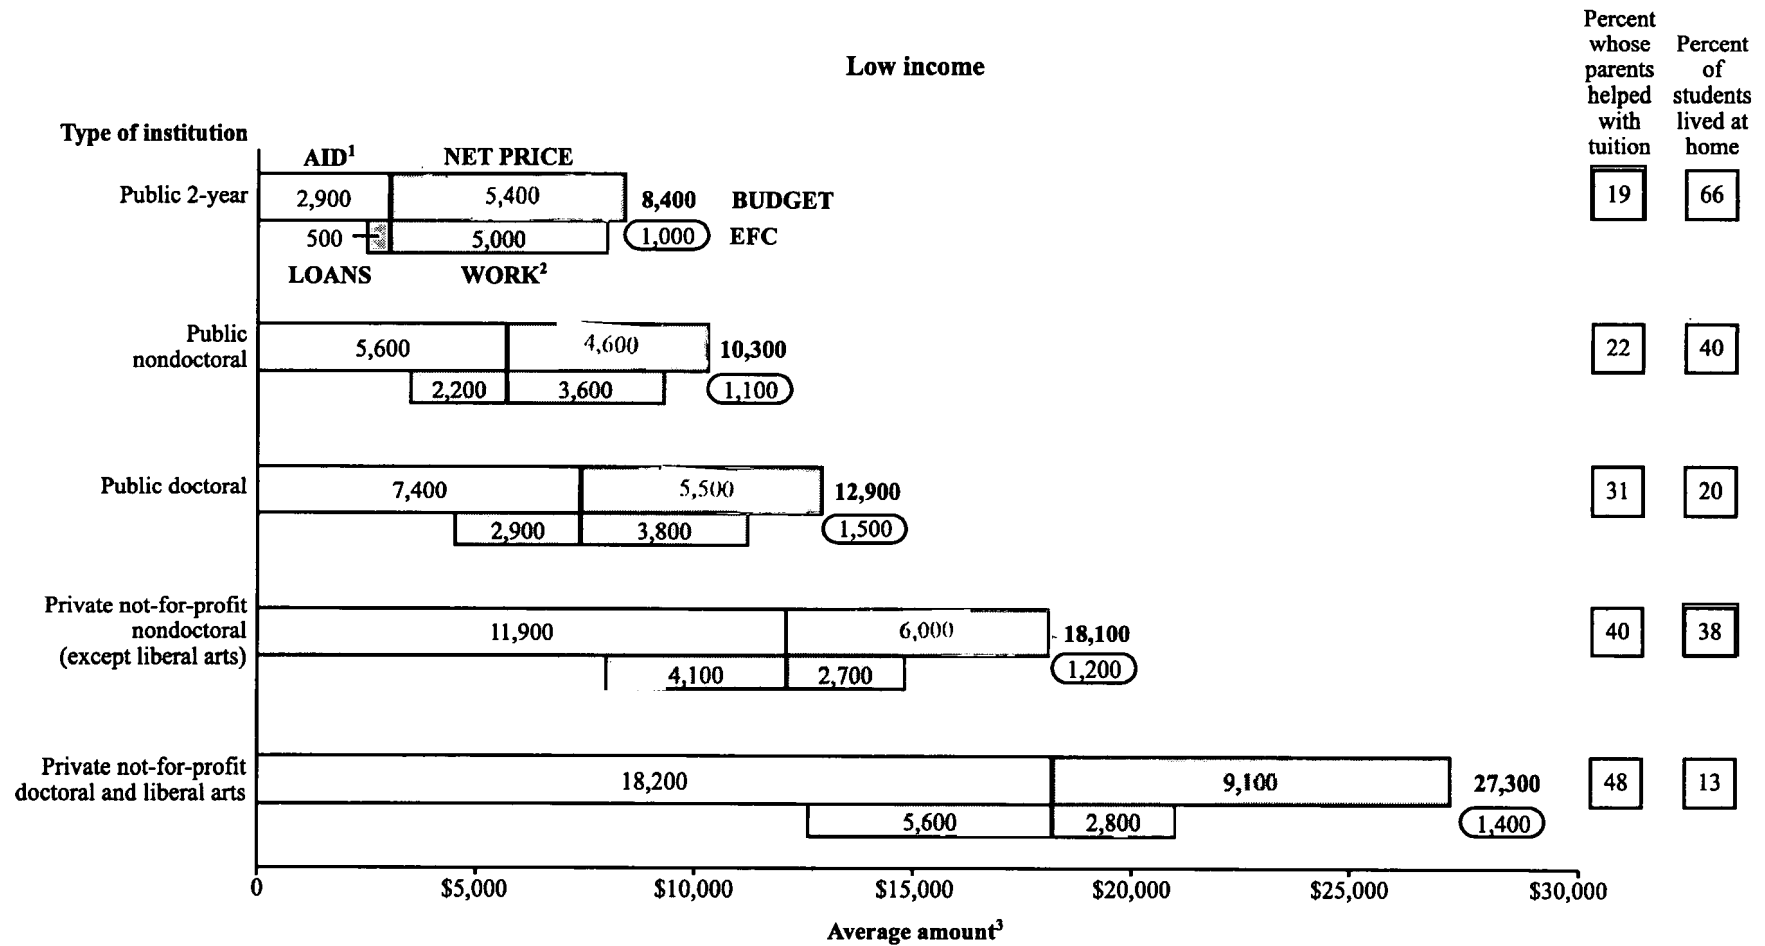 Low income
Percent
whose
parents
helped
with
tuition
Percent
of
students
lived at
home
Type of institution
AID¹ NET PRICE
Public 2-year 2,900 5,400 8,400 BUDGET 19 66
500 5,000 1,000 EFC
LOANS WORK²
Public
nondoctoral 5,600 4,600 10,300 22 40
2,200 3,600 1,100
Public doctoral 7,400 5,500 12,900 31 20
2,900 3,800 1,500
Private not-for-profit
nondoctoral 11,900 6,000 18,100 40 38
(except liberal arts)
4,100 2,700 1,200
Private not-for-profit
doctoral and liberal arts 18,200 9,100 27,300 48 13
5,600 2,800 1,400
0 $5,000 $10,000 $15,000 $20,000 $25,000 $30,000
Average amount³